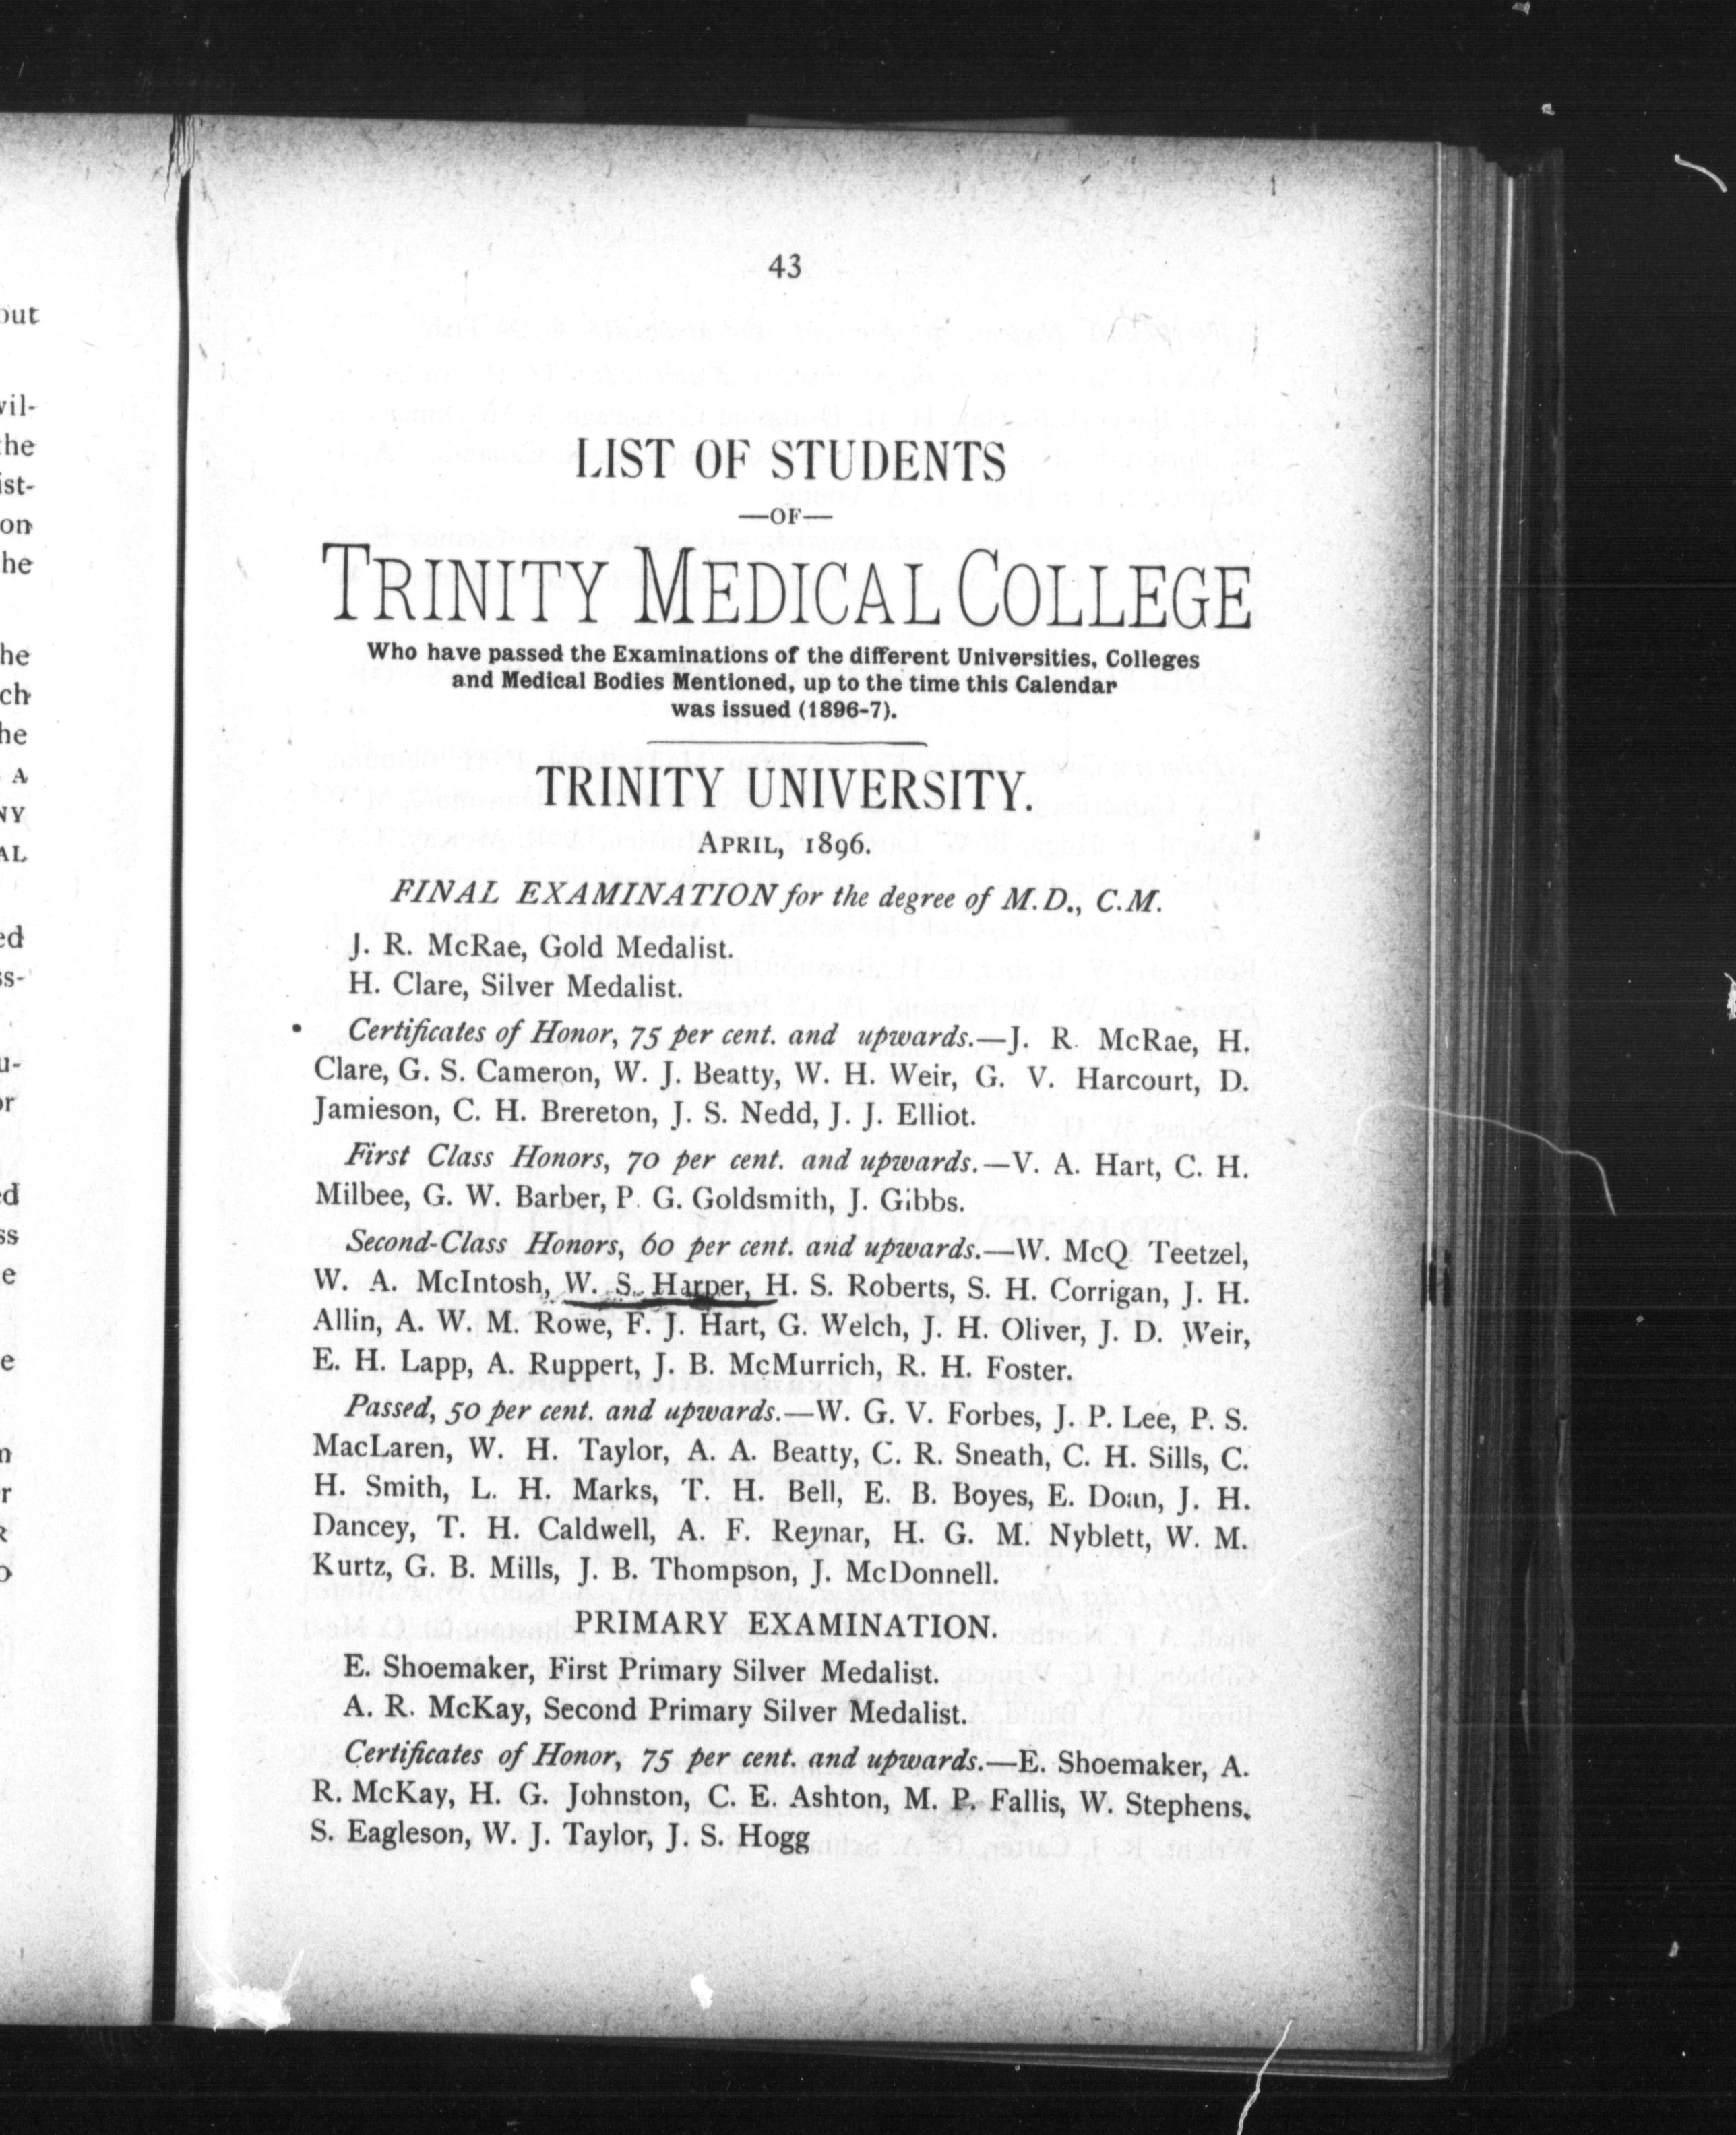 43
LIST OF STUDENTS
—OF—
TRINITY MEDICAL COLLEGE
Who have passed the Examinations of the different Universities, Colleges
and Medical Bodies Mentioned, up to the time this Calendar
was issued (1896-7).
TRINITY UNIVERSITY.
APRIL, 1896.
FINAL EXAMINATION for the degree of M.D., C.M.
J. R. McRae, Gold Medalist.
H. Clare, Silver Medalist.
Certificates of Honor, 75 per cent. and upwards.—J. R. McRae, H.
Clare, G. S. Cameron, W. J. Beatty, W. H. Weir, G. V. Harcourt, D.
Jamieson, C. H. Brereton, J. S. Nedd, J. J. Elliot.
First Class Honors, 70 per cent. and upwards.—V. A. Hart, C. H.
Milbee, G. W. Barber, P. G. Goldsmith, J. Gibbs.
Second-Class Honors, 60 per cent. and upwards.—W. McQ. Teetzel,
W. A. McIntosh, W. S. Harper, H. S. Roberts, S. H. Corrigan, J. H.
Allin, A. W. M. Rowe, F. J. Hart, G. Welch, J. H. Oliver, J. D. Weir,
E. H. Lapp, A. Ruppert, J. B. McMurrich, R. H. Foster.
Passed, 50 per cent. and upwards.—W. G. V. Forbes, J. P. Lee, P. S.
MacLaren, W. H. Taylor, A. A. Beatty, C. R. Sneath, C. H. Sills, C.
H. Smith, L. H. Marks, T. H. Bell, E. B. Boyes, E. Doan, J. H.
Dancey, T. H. Caldwell, A. F. Reynar, H. G. M. Nyblett, W. M.
Kurtz, G. B. Mills, J. B. Thompson, J. McDonnell.
PRIMARY EXAMINATION.
E. Shoemaker, First Primary Silver Medalist.
A. R. McKay, Second Primary Silver Medalist.
Certificates of Honor, 75 per cent. and upwards.—E. Shoemaker, A.
R. McKay, H. G. Johnston, C. E. Ashton, M. P. Fallis, W. Stephens,
S. Eagleson, W. J. Taylor, J. S. Hogg